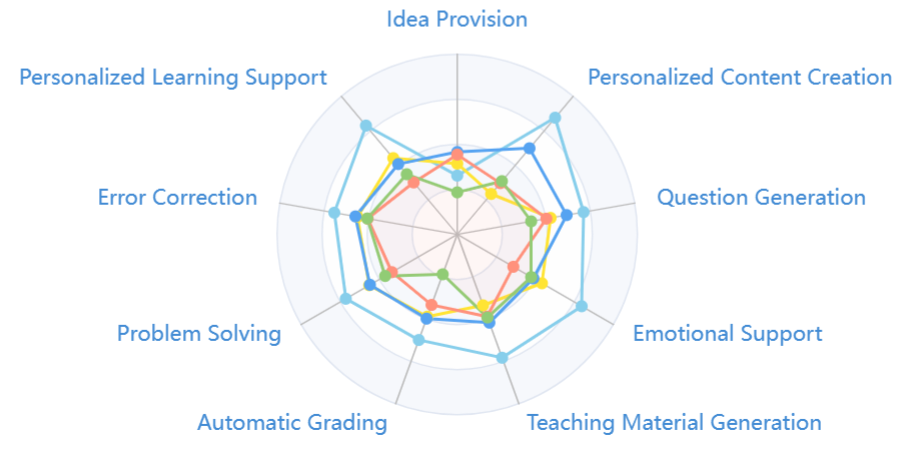 Idea Provision
Personalized Learning Support
Personalized Content Creation
Error Correction
Question Generation
Problem Solving
Emotional Support
Automatic Grading
Teaching Material Generation